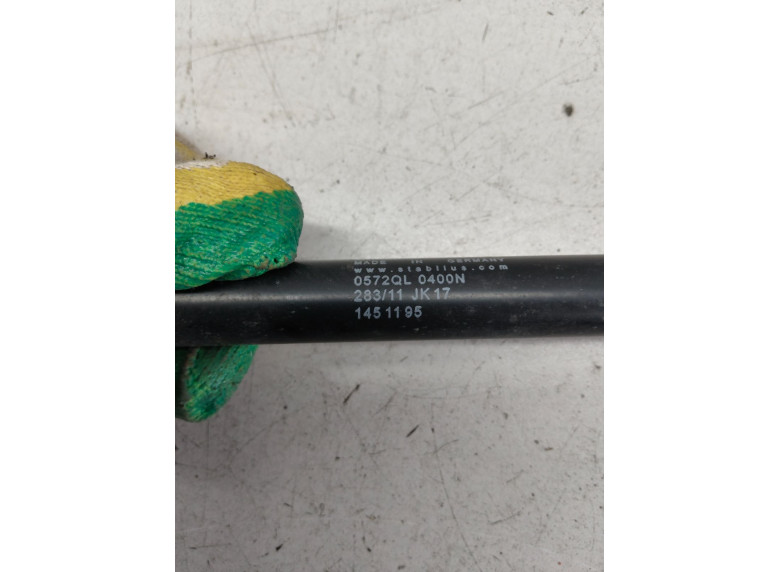 MADE IN GERMANY
www.stabilus.com
0572QL 0400N
283/11 JK17
1451195